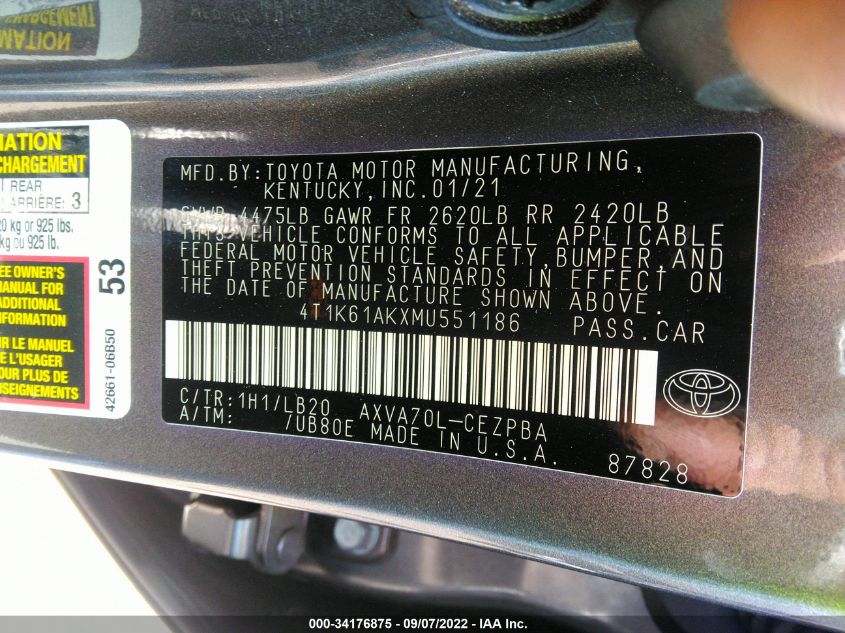 MATION
CHARGEMENT
REAR
ARRIÈRE: 3
20 kg or 925 lbs.
kg ou 925 lb.
EE OWNER'S
MANUAL FOR
ADDITIONAL
INFORMATION
R LE MANUEL
L'USAGER
OUR PLUS DE
SEIGNEMENTS
53
42661-06B50
MFD.BY:TOYOTA MOTOR MANUFACTURING,
KENTUCKY,INC.01/21
GVWR 4475LB GAWR FR 2620LB RR 2420LB
THIS VEHICLE CONFORMS TO ALL APPLICABLE
FEDERAL MOTOR VEHICLE SAFETY,BUMPER,AND
THEFT PREVENTION STANDARDS IN EFFECT ON
THE DATE OF MANUFACTURE SHOWN ABOVE.
4T1K61AKXMU551186 PASS.CAR
C/TR:1H1/LB20 AXVA70L-CEZPBA
A/TM: /UB80E MADE IN U.S.A.
87828
000-34176875 - 09/07/2022 - IAA Inc.